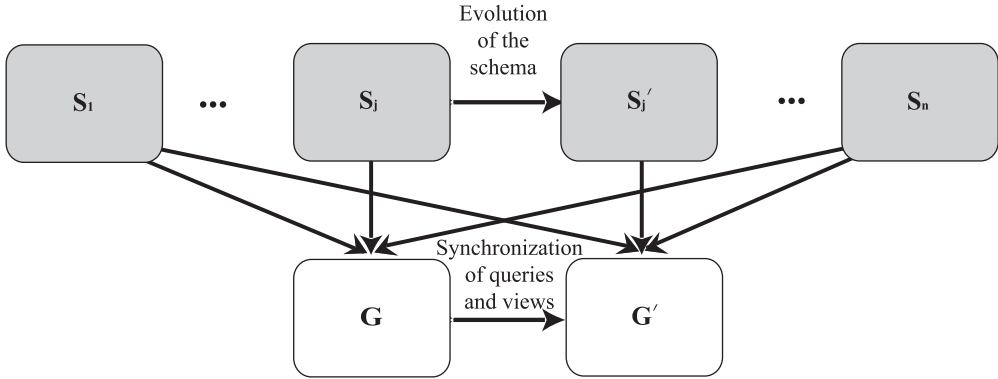 Evolution
of the
schema
S1
...
Sj
Sj′
...
Sn
Synchronization
of queries
and views
G
G′